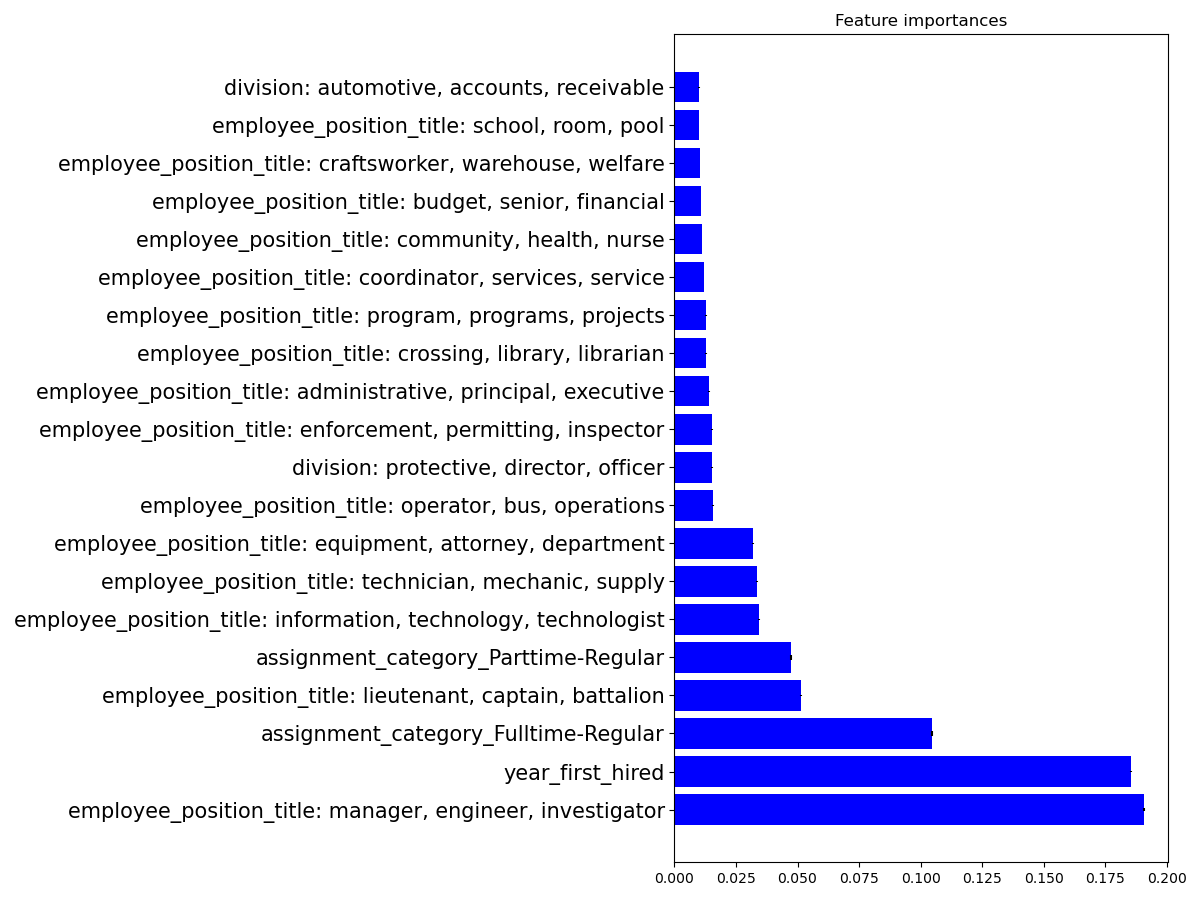 Feature importances
division: automotive, accounts, receivable
employee_position_title: school, room, pool
employee_position_title: craftsworker, warehouse, welfare
employee_position_title: budget, senior, financial
employee_position_title: community, health, nurse
employee_position_title: coordinator, services, service
employee_position_title: program, programs, projects
employee_position_title: crossing, library, librarian
employee_position_title: administrative, principal, executive
employee_position_title: enforcement, permitting, inspector
division: protective, director, officer
employee_position_title: operator, bus, operations
employee_position_title: equipment, attorney, department
employee_position_title: technician, mechanic, supply
employee_position_title: information, technology, technologist
assignment_category_Parttime-Regular
employee_position_title: lieutenant, captain, battalion
assignment_category_Fulltime-Regular
year_first_hired
employee_position_title: manager, engineer, investigator
0.000 0.025 0.050 0.075 0.100 0.125 0.150 0.175 0.200